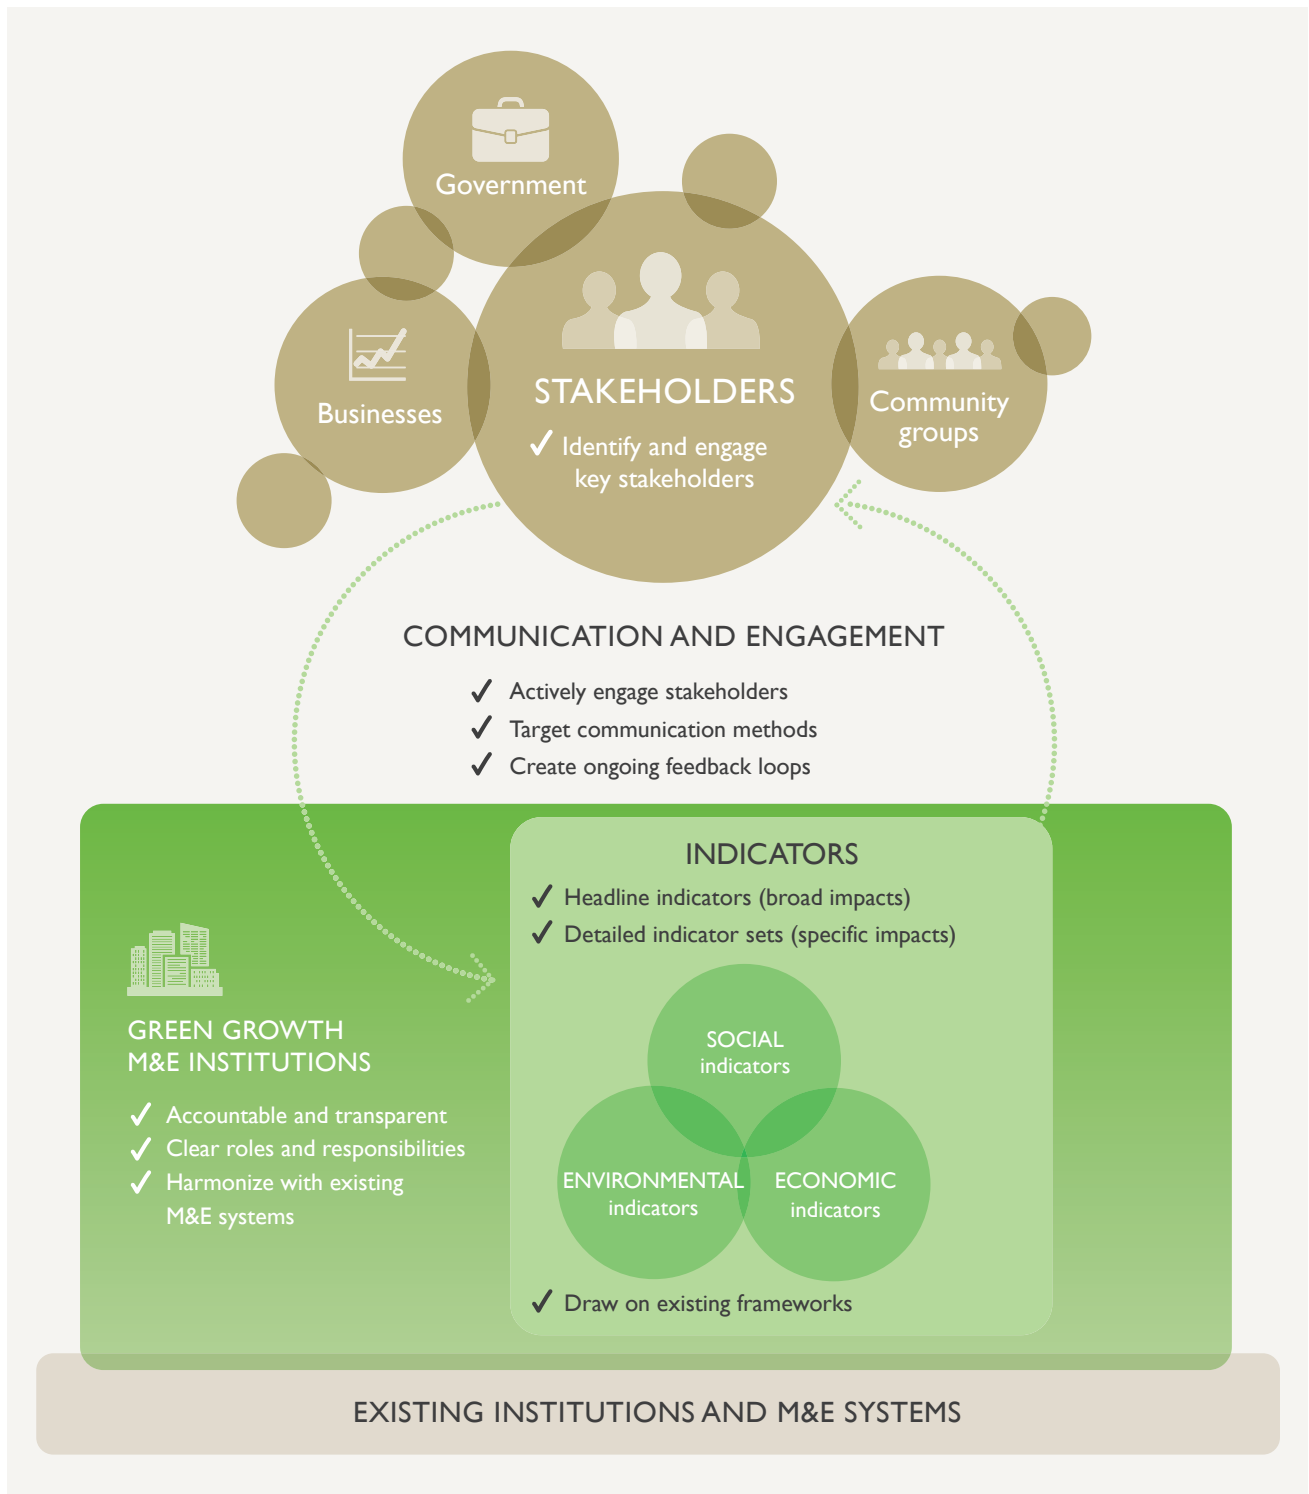 Government
Businesses
STAKEHOLDERS
✓ Identify and engage
key stakeholders
Community
groups
COMMUNICATION AND ENGAGEMENT
✓ Actively engage stakeholders
✓ Target communication methods
✓ Create ongoing feedback loops
GREEN GROWTH
M&E INSTITUTIONS
✓ Accountable and transparent
✓ Clear roles and responsibilities
✓ Harmonize with existing
M&E systems
INDICATORS
✓ Headline indicators (broad impacts)
✓ Detailed indicator sets (specific impacts)
SOCIAL
indicators
ENVIRONMENTAL
indicators
ECONOMIC
indicators
✓ Draw on existing frameworks
EXISTING INSTITUTIONS AND M&E SYSTEMS